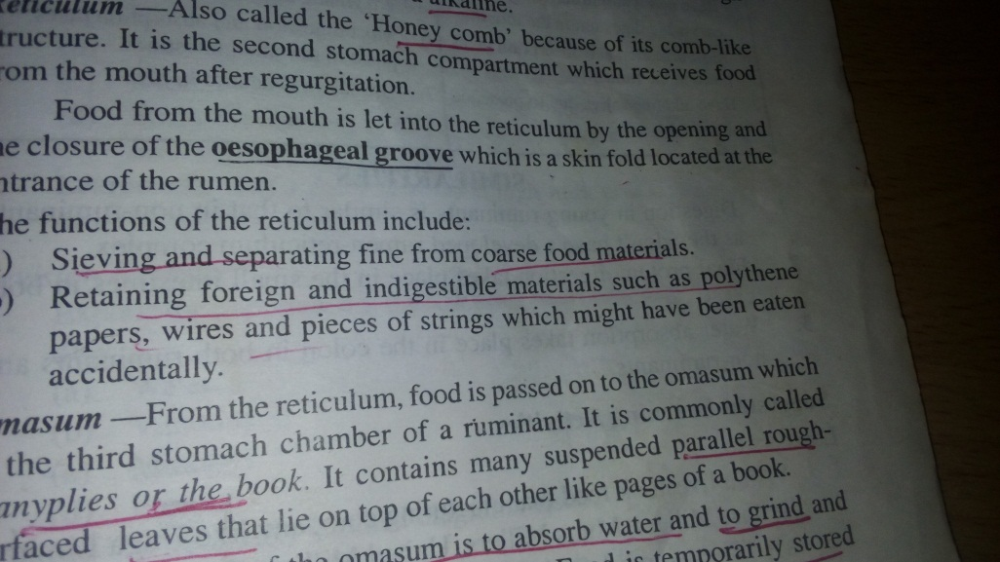 alkaline.
eticulum —Also called the ‘Honey comb’ because of its comb-like
tructure. It is the second stomach compartment which receives food
rom the mouth after regurgitation.
Food from the mouth is let into the reticulum by the opening and
he closure of the oesophageal groove which is a skin fold located at the
ntrance of the rumen.
he functions of the reticulum include:
) Sieving and separating fine from coarse food materials.
) Retaining foreign and indigestible materials such as polythene
papers, wires and pieces of strings which might have been eaten
accidentally.
masum —From the reticulum, food is passed on to the omasum which
the third stomach chamber of a ruminant. It is commonly called
anyplies or the book. It contains many suspended parallel rough-
rfaced leaves that lie on top of each other like pages of a book.
the omasum is to absorb water and to grind and
is temporarily stored